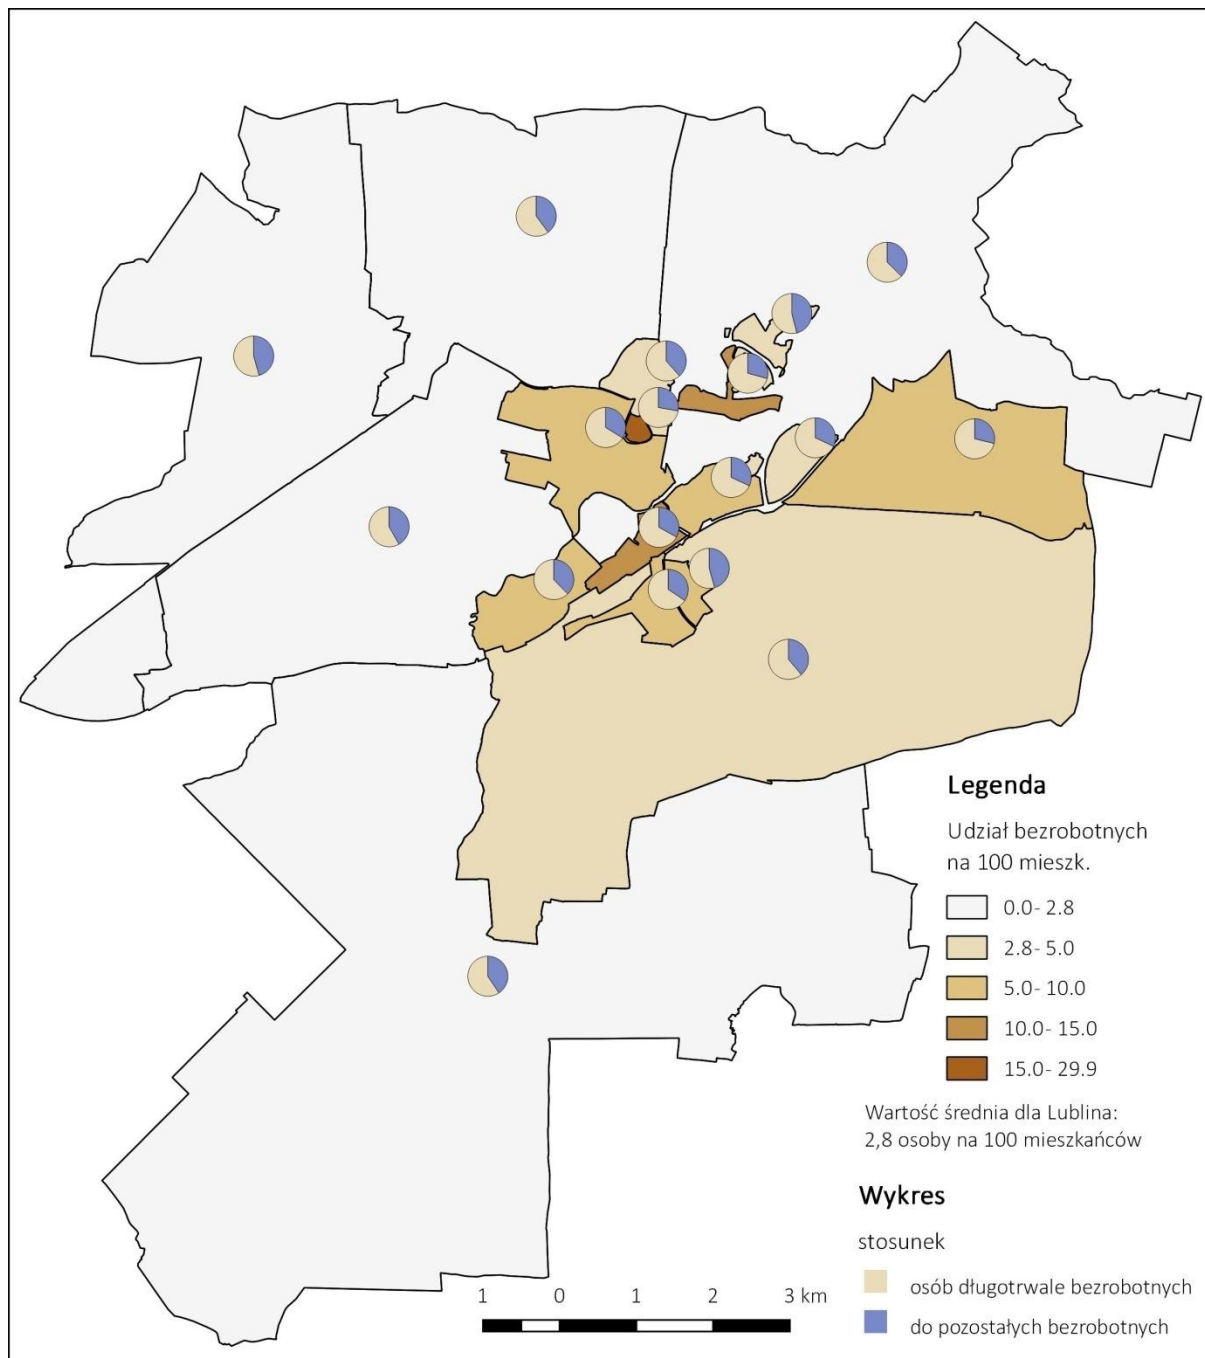 Legenda
Udział bezrobotnych
na 100 mieszk.
0.0- 2.8
2.8- 5.0
5.0- 10.0
10.0- 15.0
15.0- 29.9
Wartość średnia dla Lublina:
2,8 osoby na 100 mieszkańców
Wykres
stosunek
osób długotrwale bezrobotnych
do pozostałych bezrobotnych
1 0 1 2 3 km